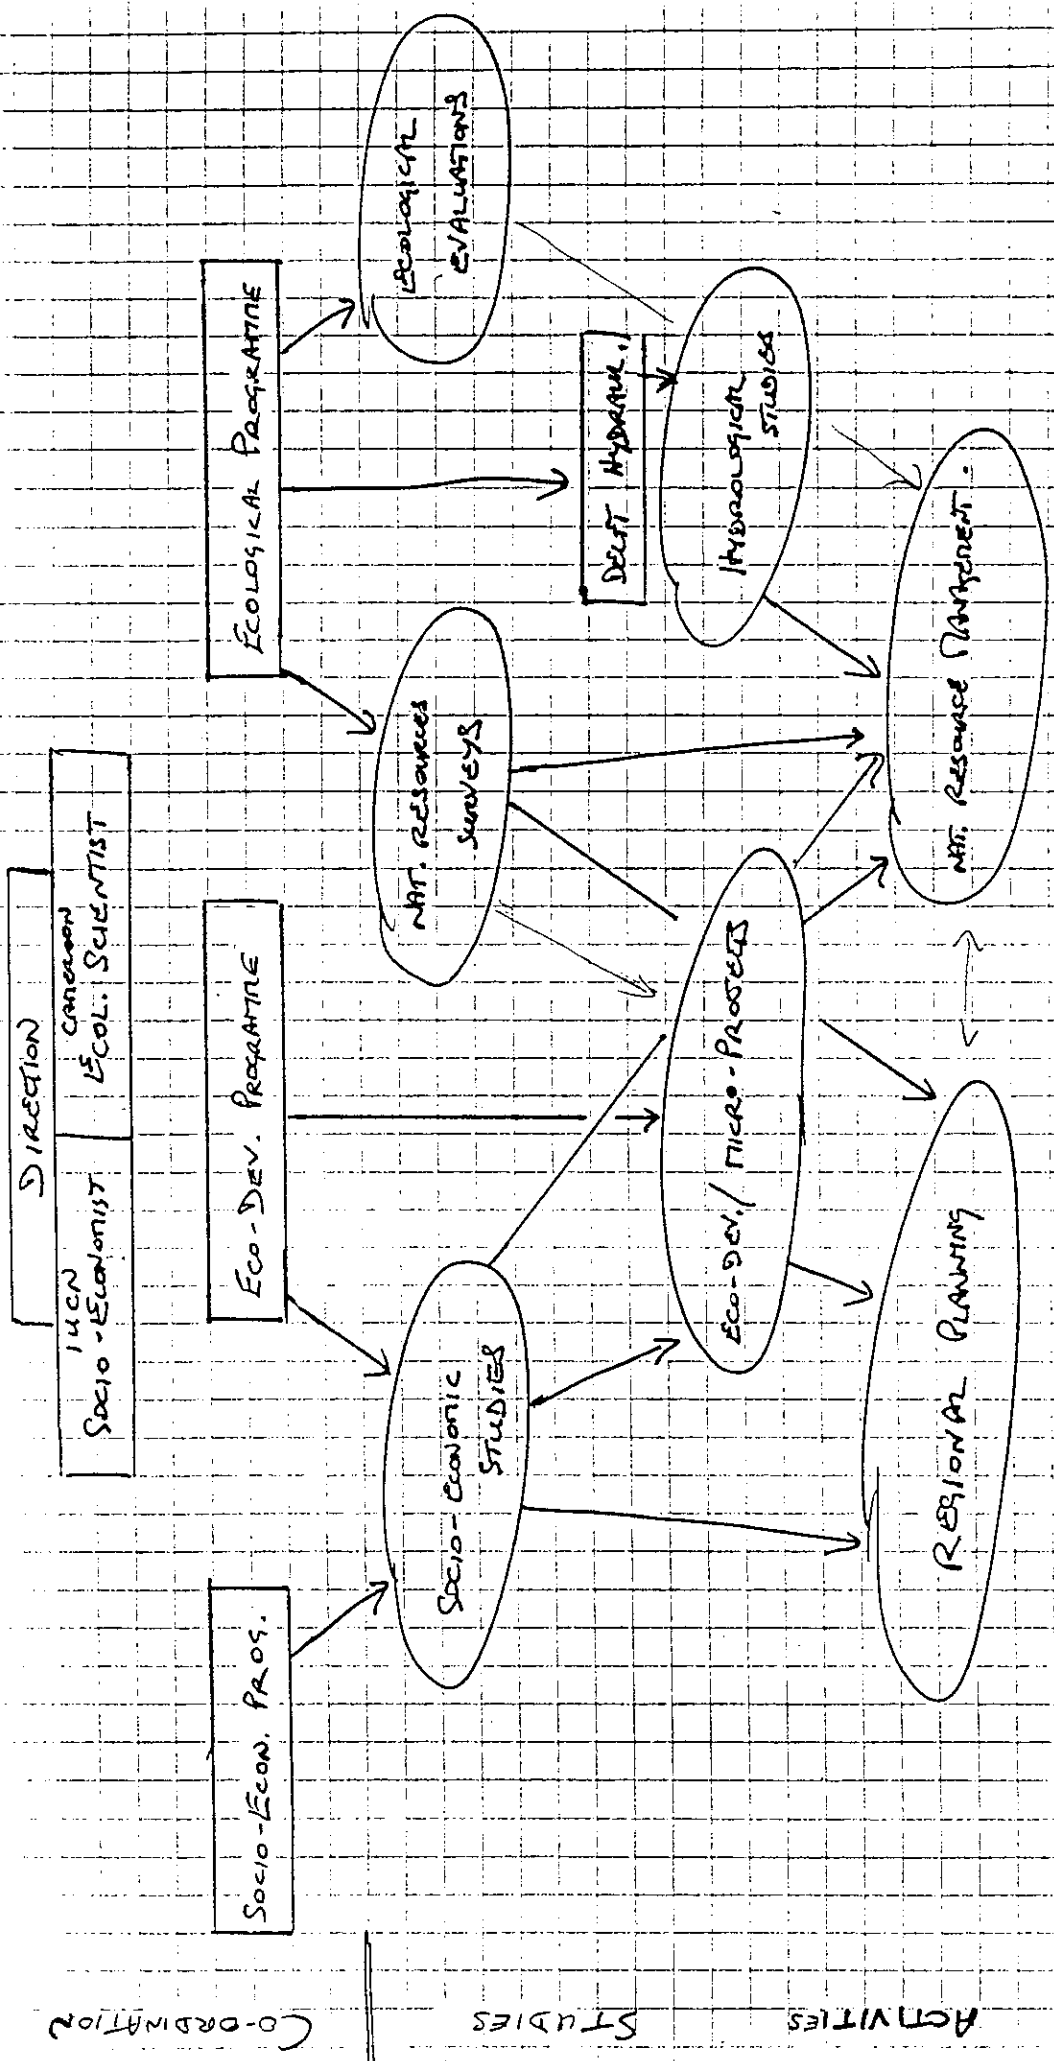 DIRECTION
IUCN
SOCIO-ECONOMIST
CAMEROON
ECOL. SCIENTIST
SOCIO-ECON. PROG.
ECO-DEV. PROGRAMME
ECOLOGICAL PROGRAMME
SOCIO-ECONOMIC
STUDIES
NAT. RESOURCES
SURVEYS
ECOLOGICAL
EVALUATIONS
DELFT HYDRAUL.
ECO-DEV./MICRO-PROJECTS
HYDROLOGICAL
STUDIES
REGIONAL PLANNING
NAT. RESOURCE MANAGEMENT.
CO-ORDINATION
STUDIES
ACTIVITIES